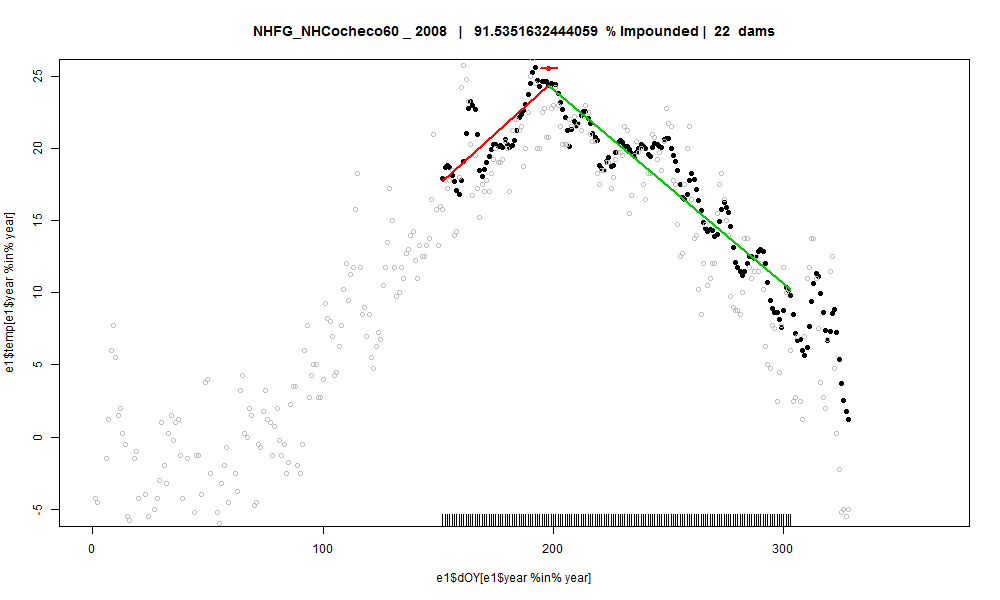 NHFG_NHCocheco60 _ 2008 | 91.5351632444059 % Impounded | 22 dams
e1$temp[e1$year %in% year]
25
20
15
10
5
0
-5
0 100 200 300
e1$dOY[e1$year %in% year]